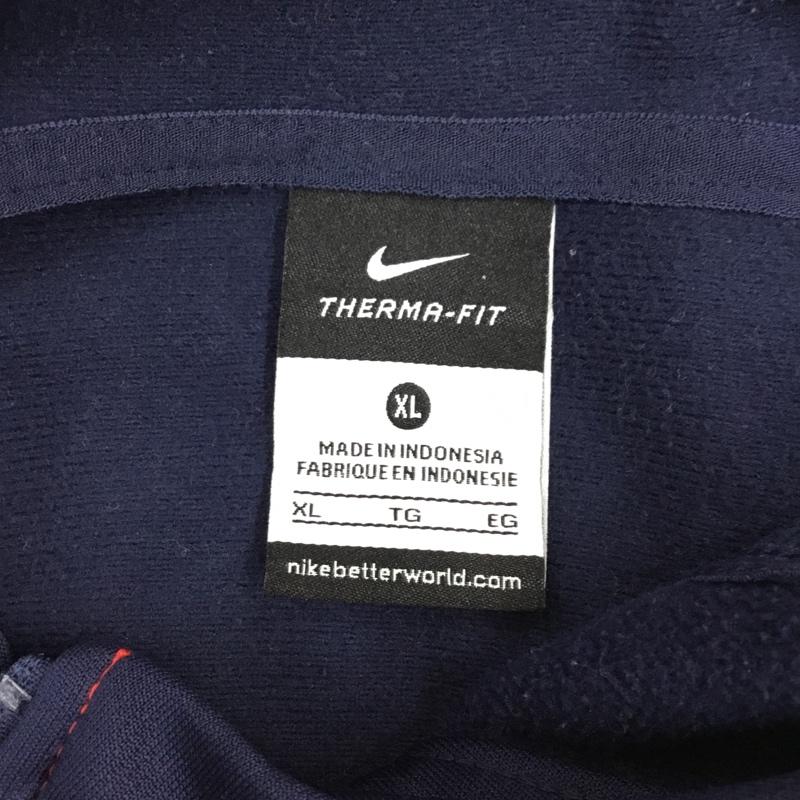 THERMA-FIT
XL
MADE IN INDONESIA
FABRIQUE EN INDONESIE
XL TG EG
nikebetterworld.com